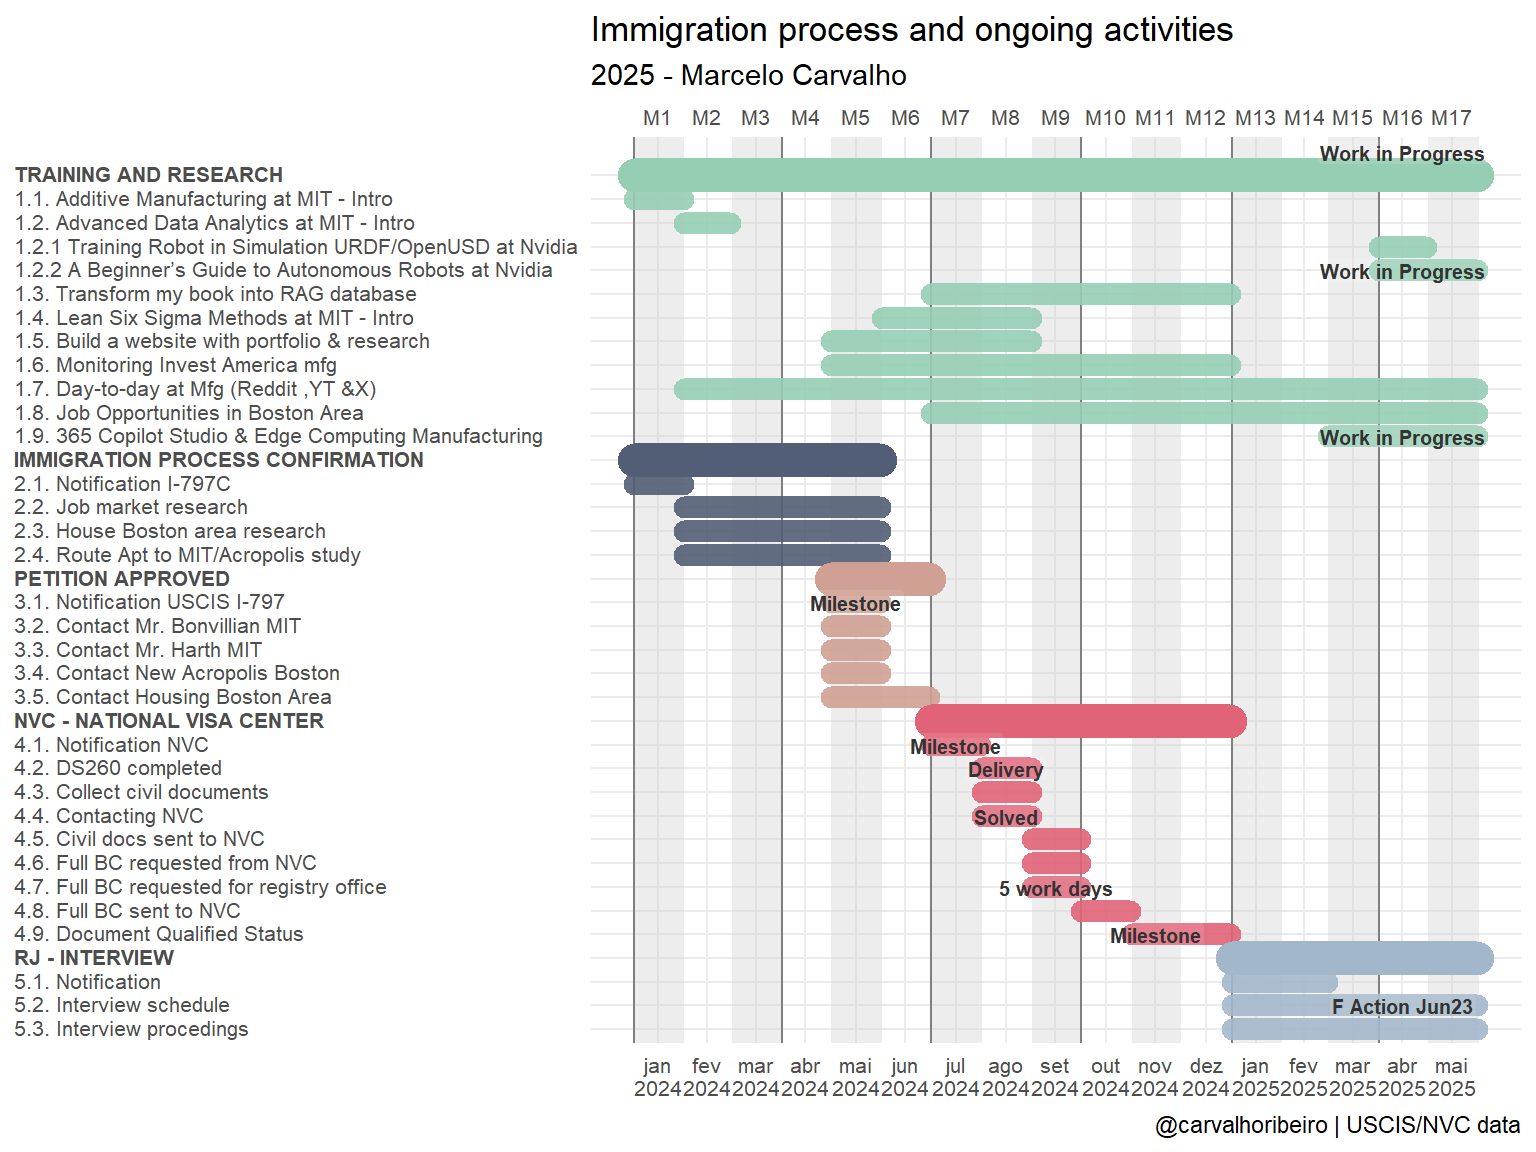 Immigration process and ongoing activities
2025 - Marcelo Carvalho
M1 M2 M3 M4 M5 M6 M7 M8 M9 M10 M11 M12 M13 M14 M15 M16 M17
Work in Progress
TRAINING AND RESEARCH
1.1. Additive Manufacturing at MIT - Intro
1.2. Advanced Data Analytics at MIT - Intro
1.2.1 Training Robot in Simulation URDF/OpenUSD at Nvidia
1.2.2 A Beginner’s Guide to Autonomous Robots at Nvidia Work in Progress
1.3. Transform my book into RAG database
1.4. Lean Six Sigma Methods at MIT - Intro
1.5. Build a website with portfolio & research
1.6. Monitoring Invest America mfg
1.7. Day-to-day at Mfg (Reddit ,YT &X)
1.8. Job Opportunities in Boston Area
1.9. 365 Copilot Studio & Edge Computing Manufacturing Work in Progress
IMMIGRATION PROCESS CONFIRMATION
2.1. Notification I-797C
2.2. Job market research
2.3. House Boston area research
2.4. Route Apt to MIT/Acropolis study
PETITION APPROVED
3.1. Notification USCIS I-797 Milestone
3.2. Contact Mr. Bonvillian MIT
3.3. Contact Mr. Harth MIT
3.4. Contact New Acropolis Boston
3.5. Contact Housing Boston Area
NVC - NATIONAL VISA CENTER
4.1. Notification NVC Milestone
4.2. DS260 completed Delivery
4.3. Collect civil documents
4.4. Contacting NVC Solved
4.5. Civil docs sent to NVC
4.6. Full BC requested from NVC
4.7. Full BC requested for registry office 5 work days
4.8. Full BC sent to NVC
4.9. Document Qualified Status Milestone
RJ - INTERVIEW
5.1. Notification
5.2. Interview schedule F Action Jun23
5.3. Interview procedings
jan fev mar abr mai jun jul ago set out nov dez jan fev mar abr mai
2024 2024 2024 2024 2024 2024 2024 2024 2024 2024 2024 2024 2025 2025 2025 2025 2025
@carvalhoribeiro | USCIS/NVC data